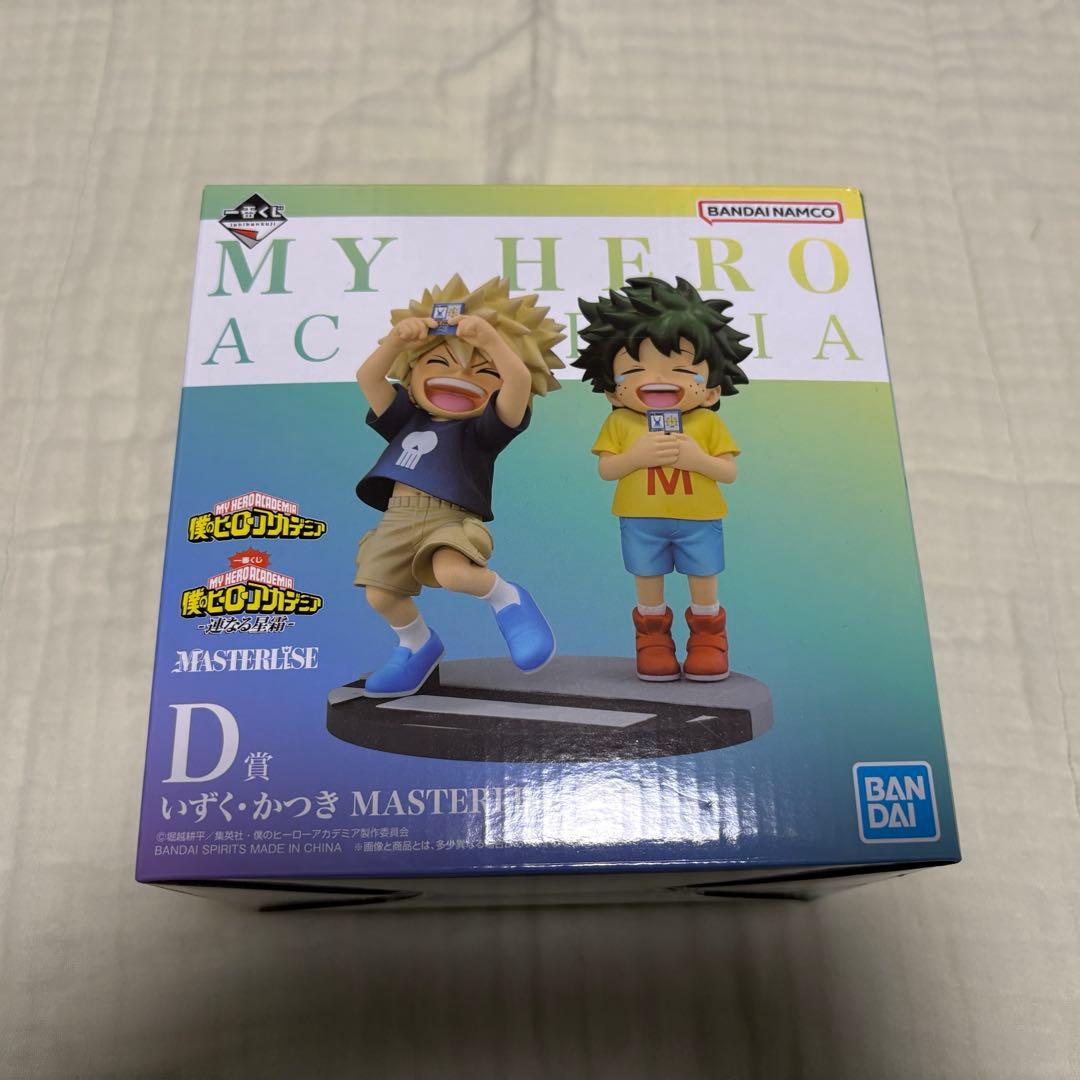 一番くじ
ichibankuji
BANDAI NAMCO
MY HERO
AC IA
M
MY HERO ACADEMIA
僕のヒーローアカデミア
一番くじ
MY HERO ACADEMIA
僕のヒーローアカデミア
-連なる星霜-
MASTERLISE
D賞
いずく・かつき MASTERLI
BAN
DAI
©堀越耕平/集英社・僕のヒーローアカデミア製作委員会
BANDAI SPIRITS MADE IN CHINA ※画像と商品とは、多少異なる